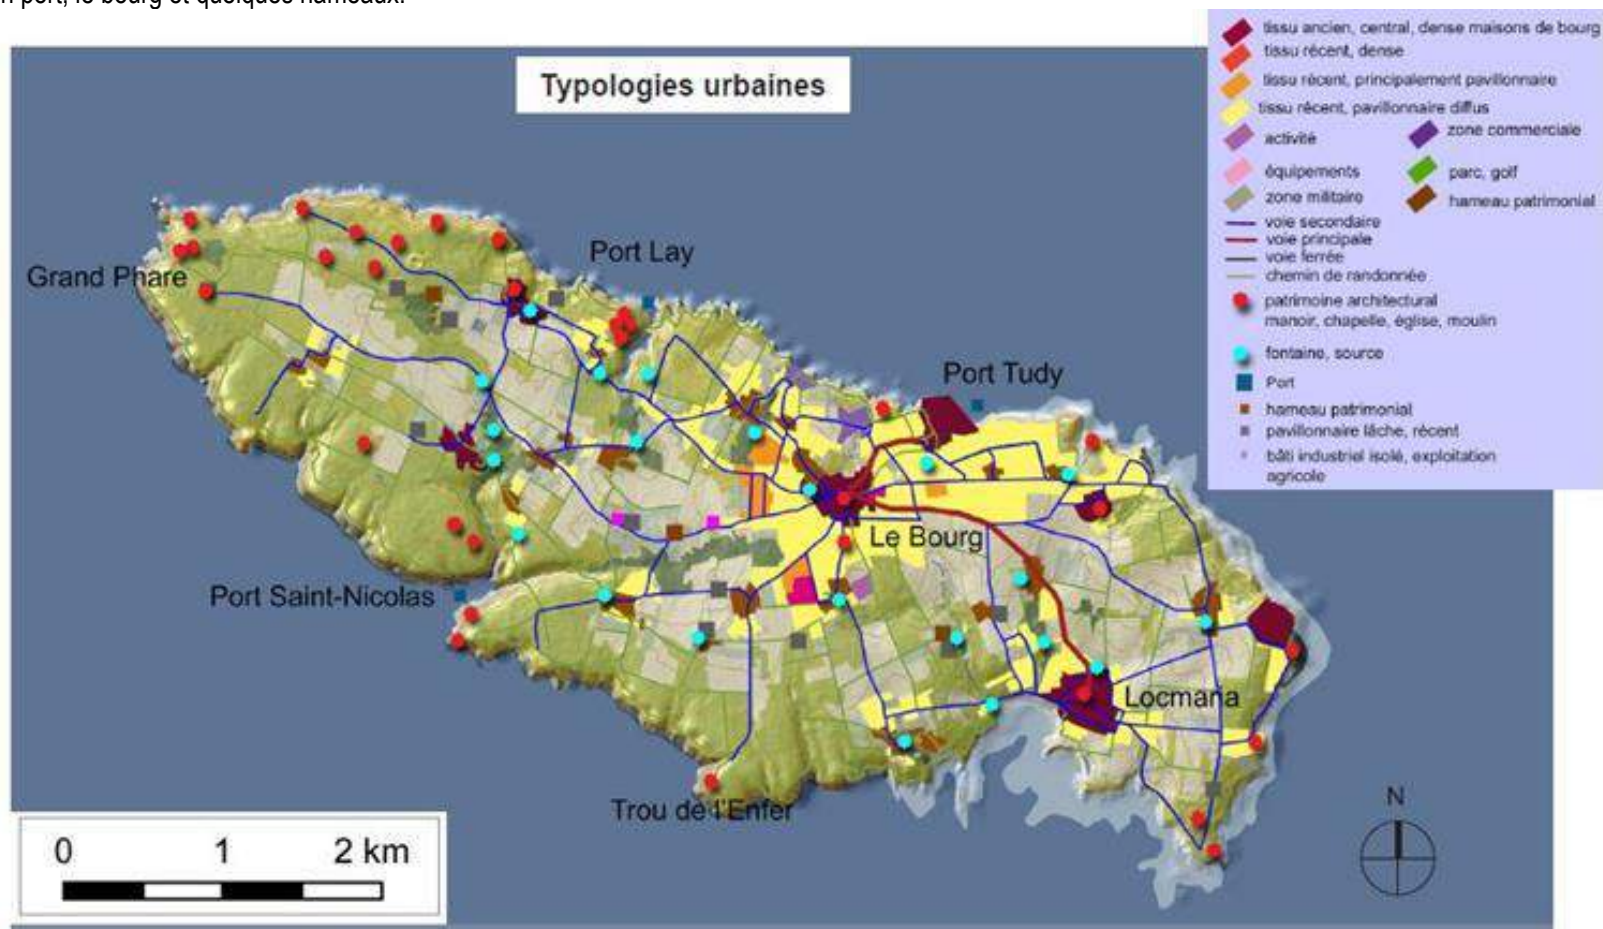 port, le bourg et quelques hameaux.
Typologies urbaines
tissu ancien, central, dense maisons de bourg
tissu récent, dense
tissu récent, principalement pavillonnaire
tissu récent, pavillonnaire diffus
activité
zone commerciale
équipements
parc, golf
zone militaire
hameau patrimonial
voie secondaire
voie principale
voie ferrée
chemin de randonnée
patrimoine architectural
manoir, chapelle, église, moulin
fontaine, source
Port
hameau patrimonial
pavillonnaire lâche, récent
bâti industriel isolé, exploitation
agricole
Port Lay
Grand Phare
Port Tudy
Le Bourg
Port Saint-Nicolas
Locmaria
Trou de l'Enfer
N
0 1 2 km